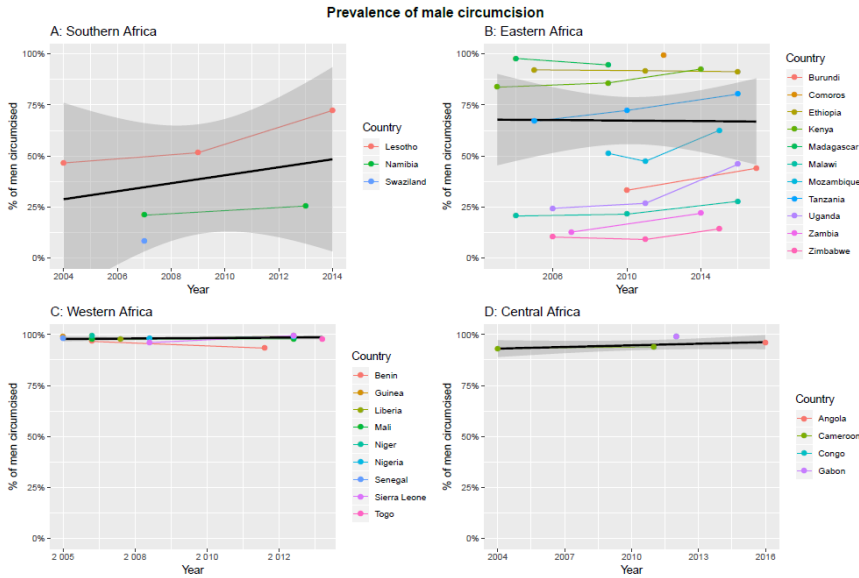 Prevalence of male circumcision
A: Southern Africa
100%
75%
50%
25%
0%
% of men circumcised
2004 2006 2008 2010 2012 2014
Year
Country
Lesotho
Namibia
Swaziland
B: Eastern Africa
100%
75%
50%
25%
0%
% of men circumcised
2006 2010 2014
Year
Country
Burundi
Comoros
Ethiopia
Kenya
Madagascar
Malawi
Mozambique
Tanzania
Uganda
Zambia
Zimbabwe
C: Western Africa
100%
75%
50%
25%
0%
% of men circumcised
2 005 2 008 2 010 2 012
Year
Country
Benin
Guinea
Liberia
Mali
Niger
Nigeria
Senegal
Sierra Leone
Togo
D: Central Africa
100%
75%
50%
25%
0%
% of men circumcised
2004 2007 2010 2013 2016
Year
Country
Angola
Cameroon
Congo
Gabon